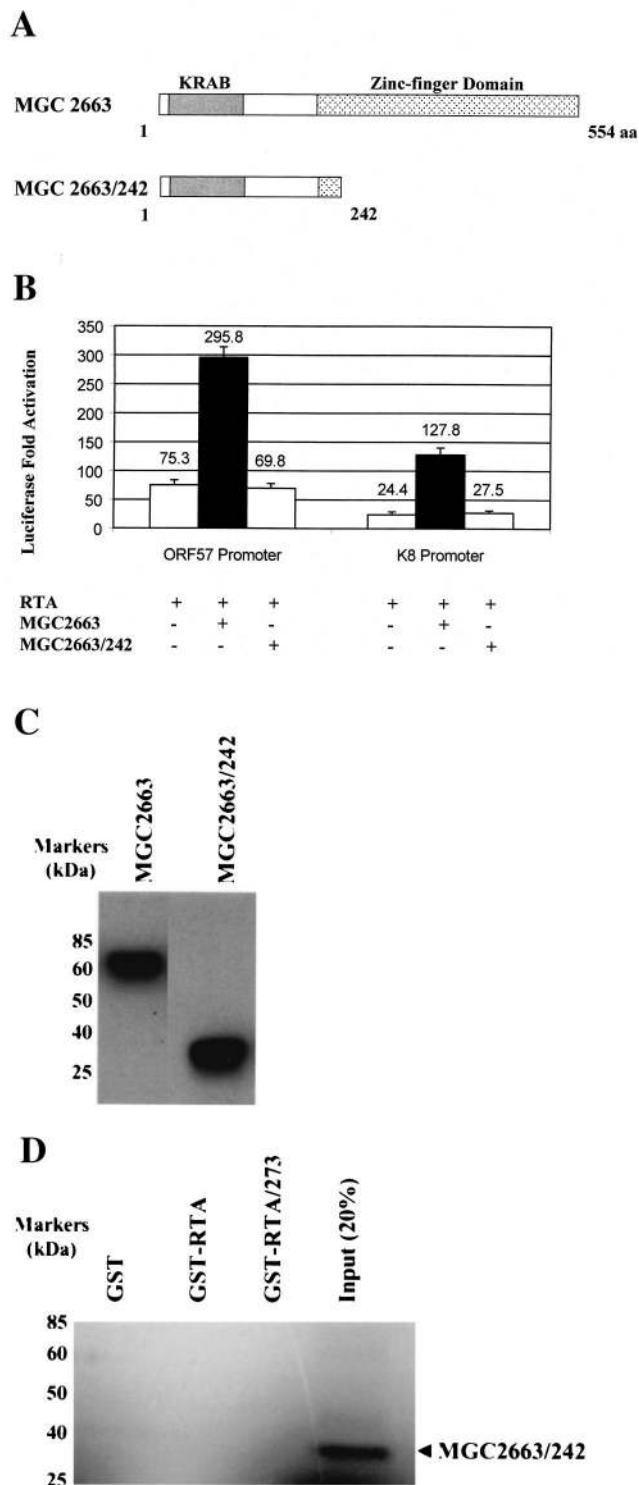 A
KRAB Zinc-finger Domain
MGC 2663
1 554 aa
MGC 2663/242
1 242
B
Luciferase Fold Activation
350
300
250
200
150
100
50
0
75.3 295.8 69.8 24.4 127.8 27.5
ORF57 Promoter K8 Promoter
RTA + + + + + +
MGC2663 - + - - + -
MGC2663/242 - - + - - +
C
Markers
(kDa)
MGC2663
MGC2663/242
85
60
50
40
25
D
Markers
(kDa)
GST
GST-RTA
GST-RTA/273
Input (20%)
85
60
50
40
25
MGC2663/242